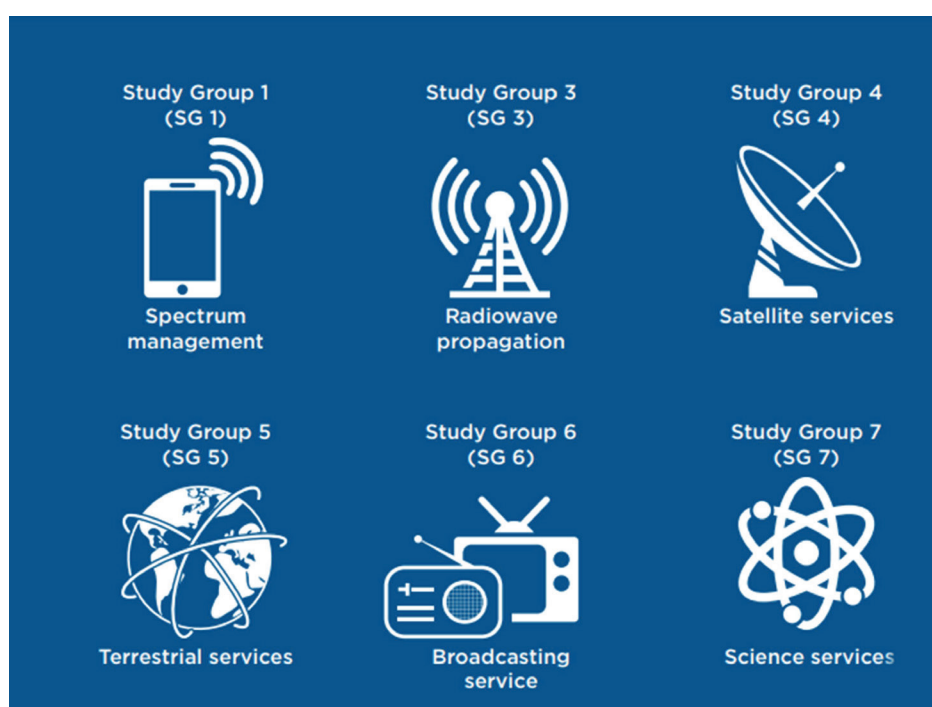 Study Group 1
(SG 1)
Spectrum
management
Study Group 3
(SG 3)
Radiowave
propagation
Study Group 4
(SG 4)
Satellite services
Study Group 5
(SG 5)
Terrestrial services
Study Group 6
(SG 6)
Broadcasting
service
Study Group 7
(SG 7)
Science services